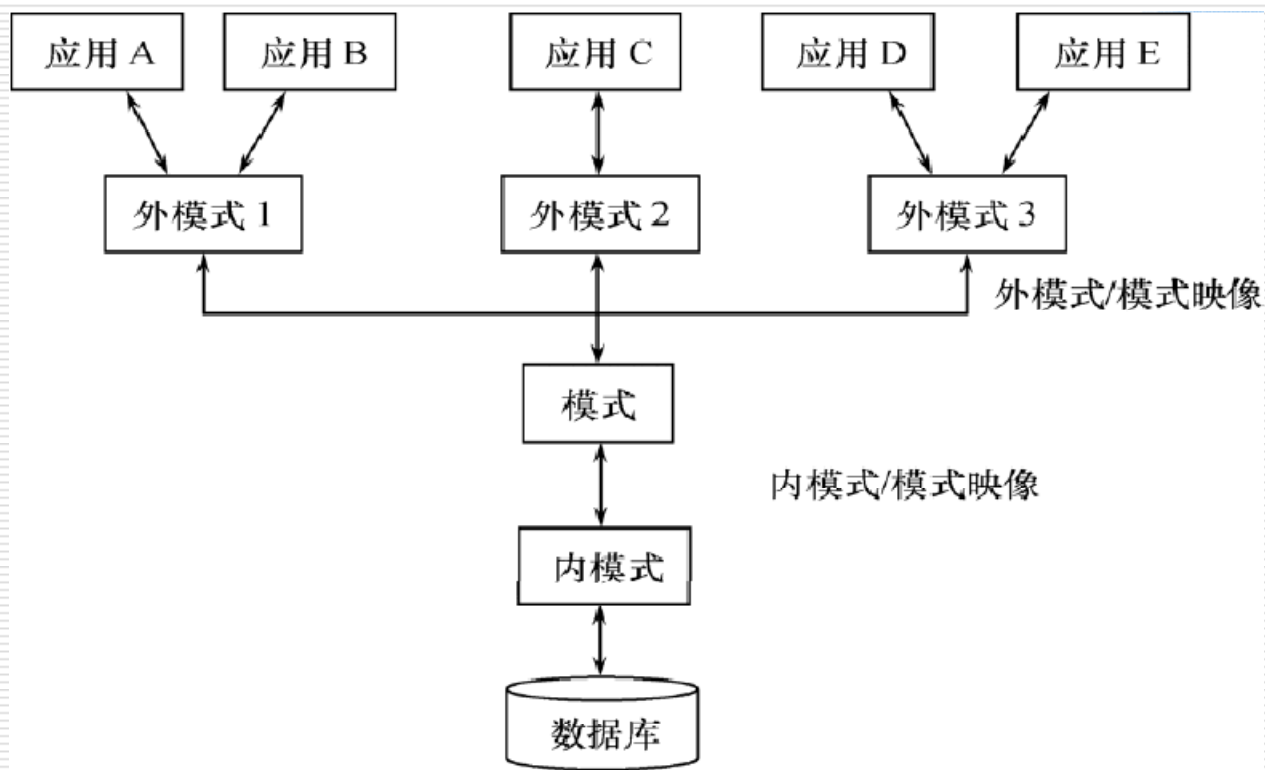 应用 A
应用 B
应用 C
应用 D
应用 E
外模式 1
外模式 2
外模式 3
外模式/模式映像
模式
内模式/模式映像
内模式
数据库